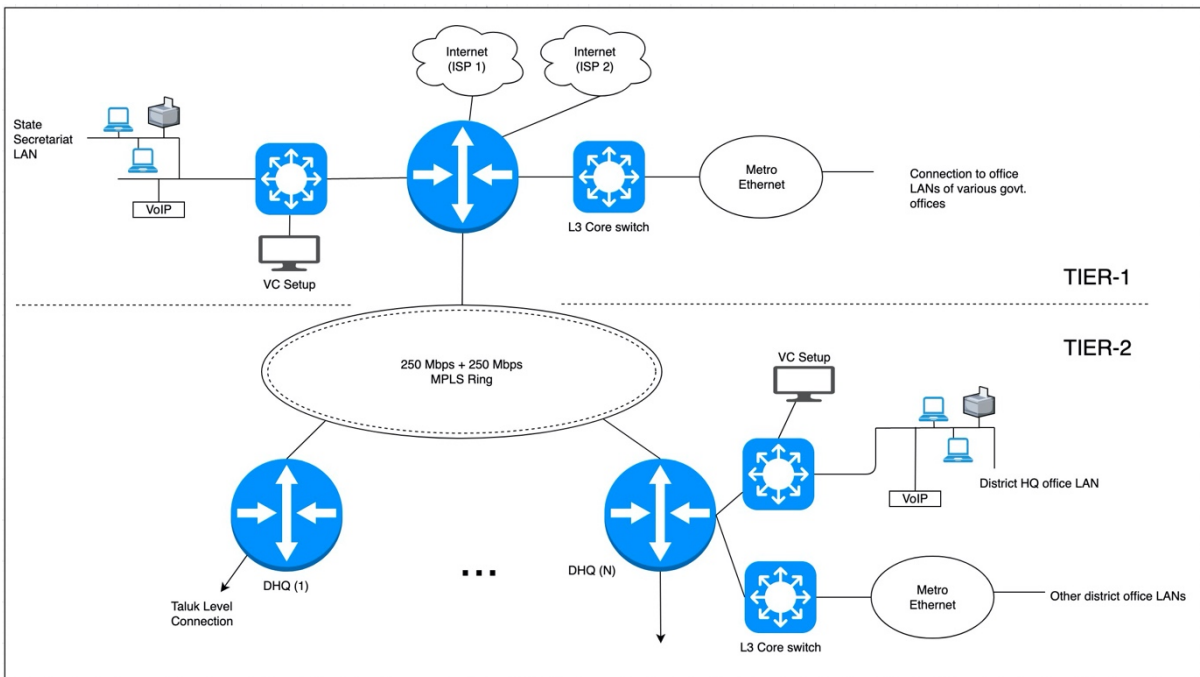 Internet
(ISP 1)
Internet
(ISP 2)
State
Secretariat
LAN
VoIP
VC Setup
L3 Core switch
Metro
Ethernet
Connection to office
LANs of various govt.
offices
TIER-1
TIER-2
250 Mbps + 250 Mbps
MPLS Ring
VC Setup
VoIP
District HQ office LAN
DHQ (1)
Taluk Level
Connection
...
DHQ (N)
L3 Core switch
Metro
Ethernet
Other district office LANs